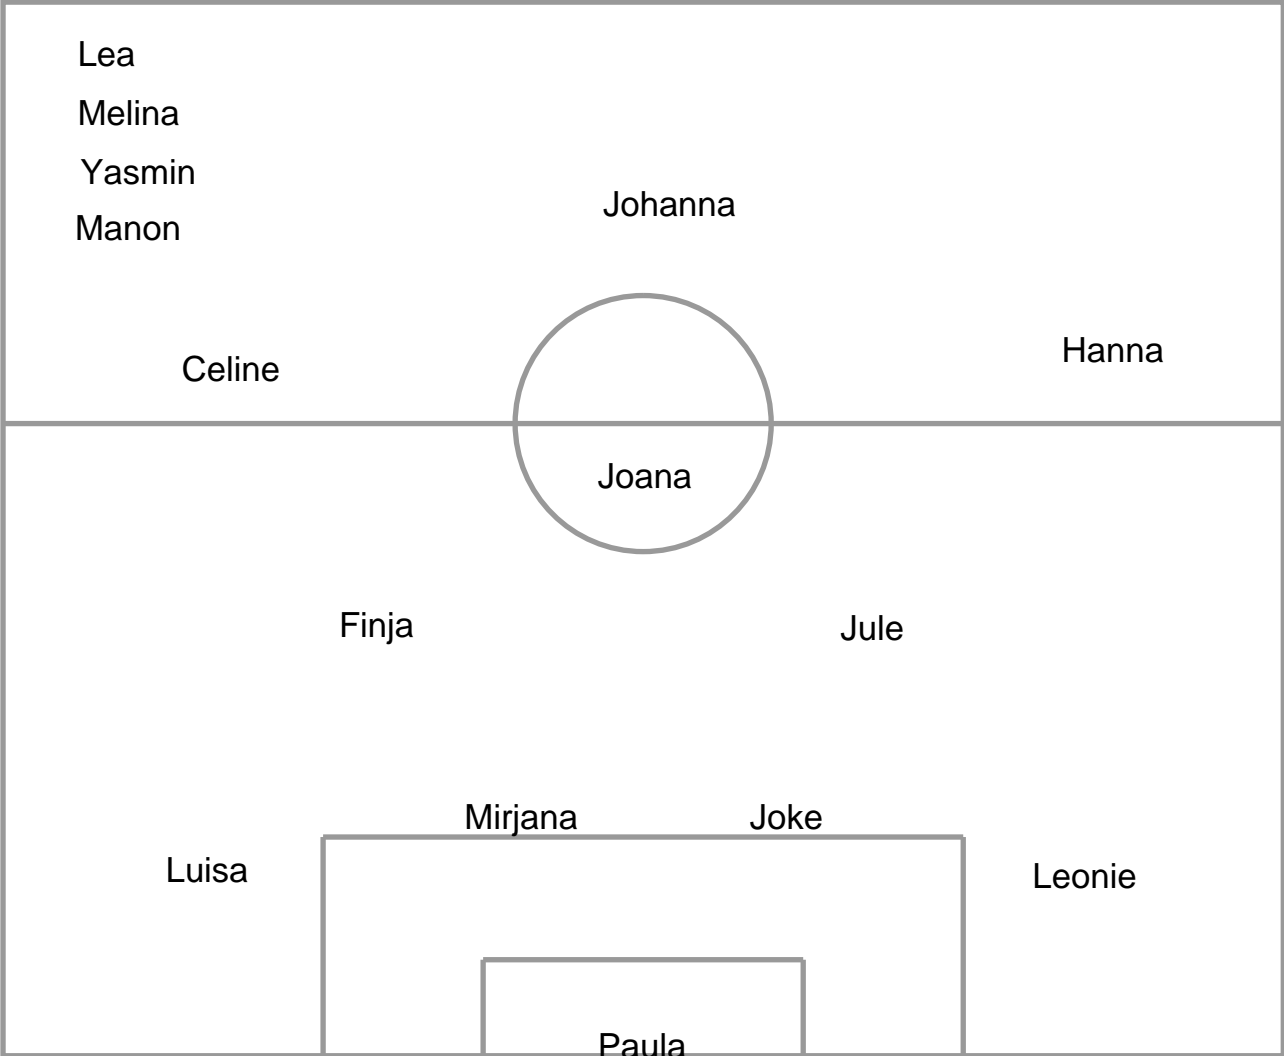 Lea
Melina
Yasmin
Manon
Johanna
Celine
Hanna
Joana
Finja
Jule
Mirjana
Joke
Luisa
Leonie
Paula